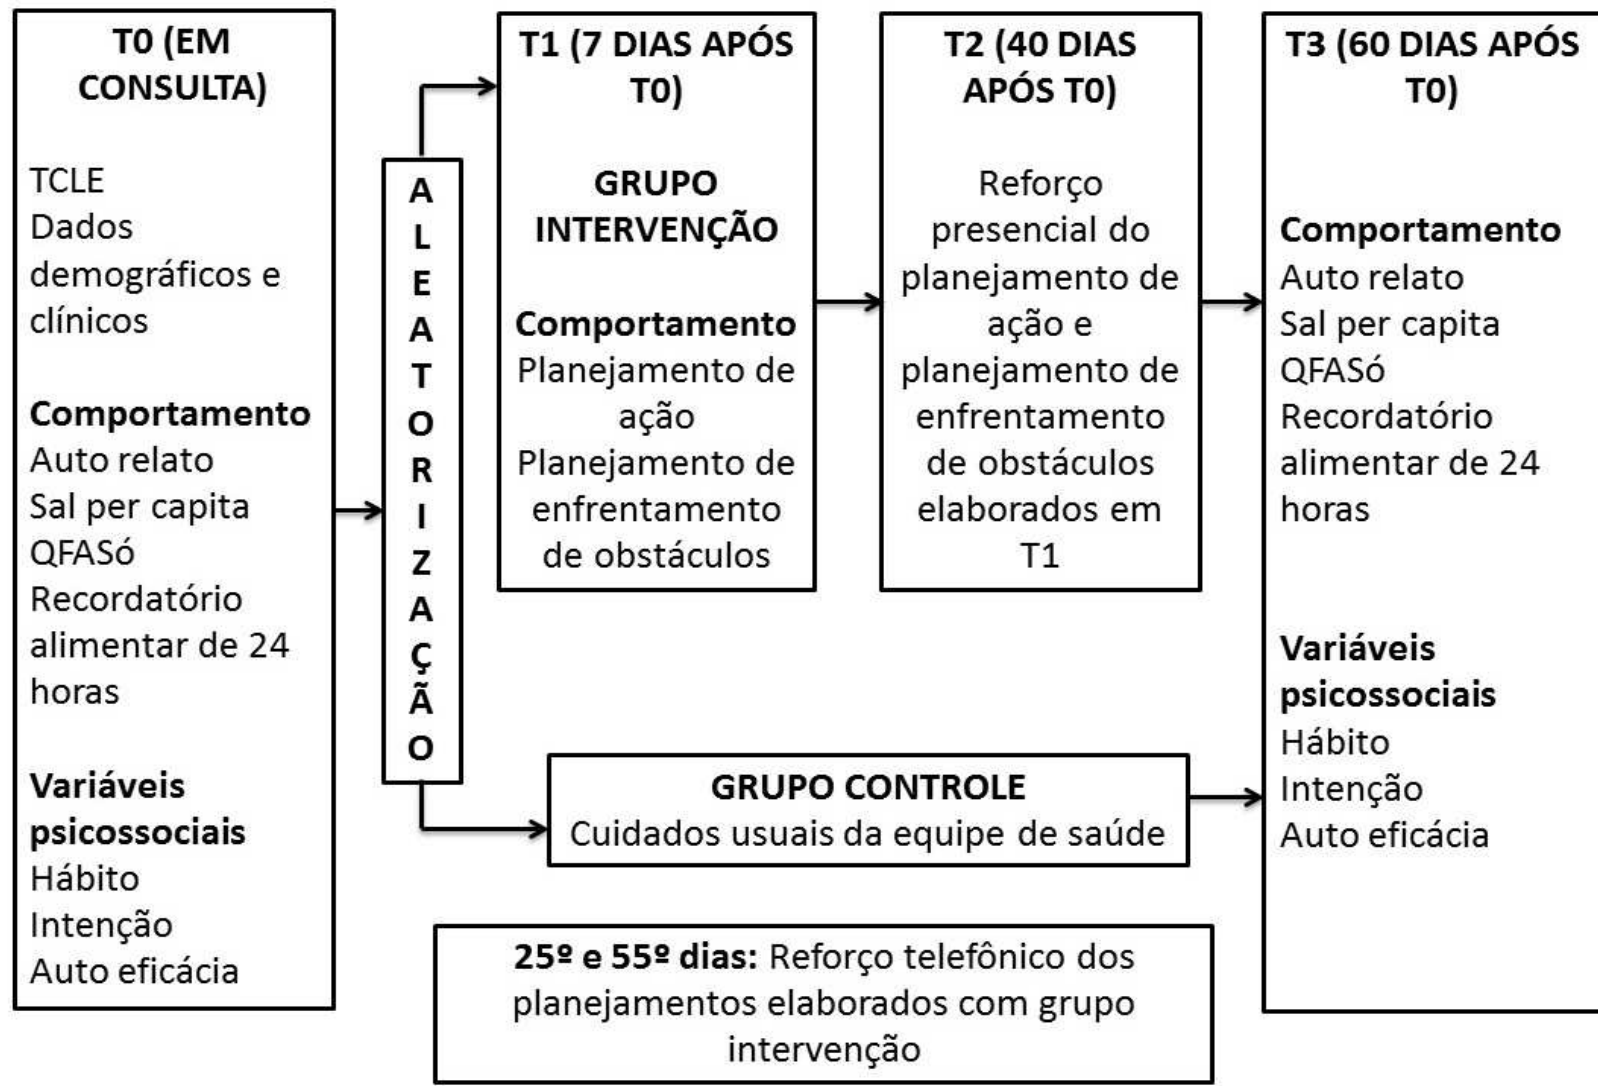 T0 (EM
CONSULTA)
TCLE
Dados
demográficos e
clínicos
Comportamento
Auto relato
Sal per capita
QFASó
Recordatório
alimentar de 24
horas
Variáveis
psicossociais
Hábito
Intenção
Auto eficácia
A
L
E
A
T
O
R
I
Z
A
Ç
Ã
O
T1 (7 DIAS APÓS
T0)
GRUPO
INTERVENÇÃO
Comportamento
Planejamento de
ação
Planejamento de
enfrentamento
de obstáculos
T2 (40 DIAS
APÓS T0)
Reforço
presencial do
planejamento de
ação e
planejamento de
enfrentamento
de obstáculos
elaborados em
T1
GRUPO CONTROLE
Cuidados usuais da equipe de saúde
25º e 55º dias: Reforço telefônico dos
planejamentos elaborados com grupo
intervenção
T3 (60 DIAS APÓS
T0)
Comportamento
Auto relato
Sal per capita
QFASó
Recordatório
alimentar de 24
horas
Variáveis
psicossociais
Hábito
Intenção
Auto eficácia